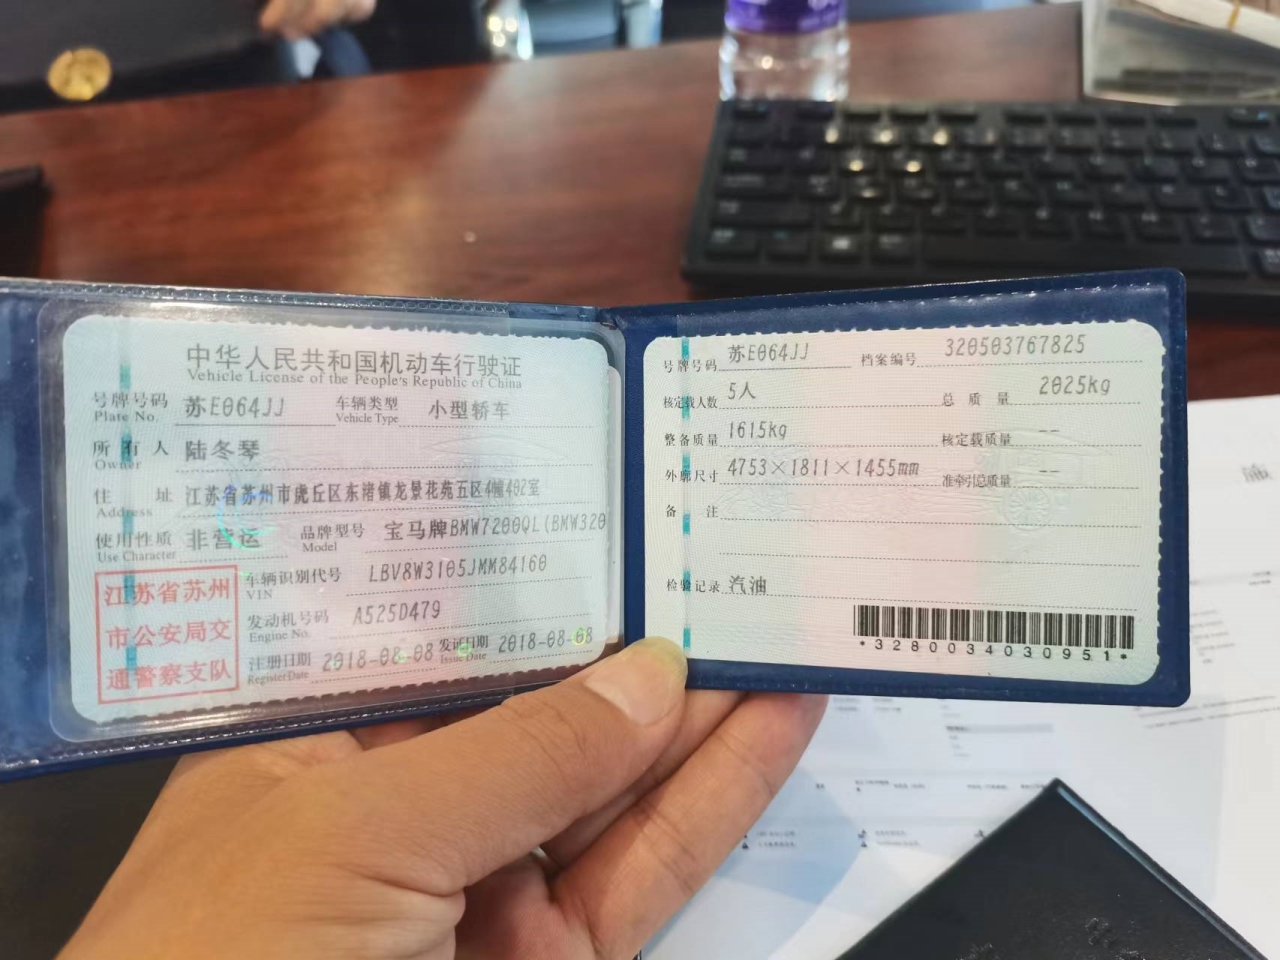 中华人民共和国机动车行驶证
Vehicle License of the People's Republic of China
号牌号码 苏E064JJ 车辆类型 小型轿车
Plate No. Vehicle Type
所有人 陆冬琴
Owner
住址 江苏省苏州市虎丘区东渚镇龙景花苑五区4幢402室
Address
使用性质 非营运 品牌型号 宝马牌BMW7200QL(BMW320
Use Character Model
江苏省苏州
市公安局交
通警察支队
车辆识别代号 LBV8W3105JMM84160
VIN
发动机号码 A525D479
Engine No.
注册日期 2018-08-08 发证日期 2018-08-08
Register Date Issue Date
号牌号码 苏E064JJ 档案编号 320503767825
核定载人数 5人 总质量 2025kg
整备质量 1615kg 核定载质量 --
外廓尺寸 4753×1811×1455mm 准牵引总质量 --
备注
检验记录 汽油
*3280034030951*